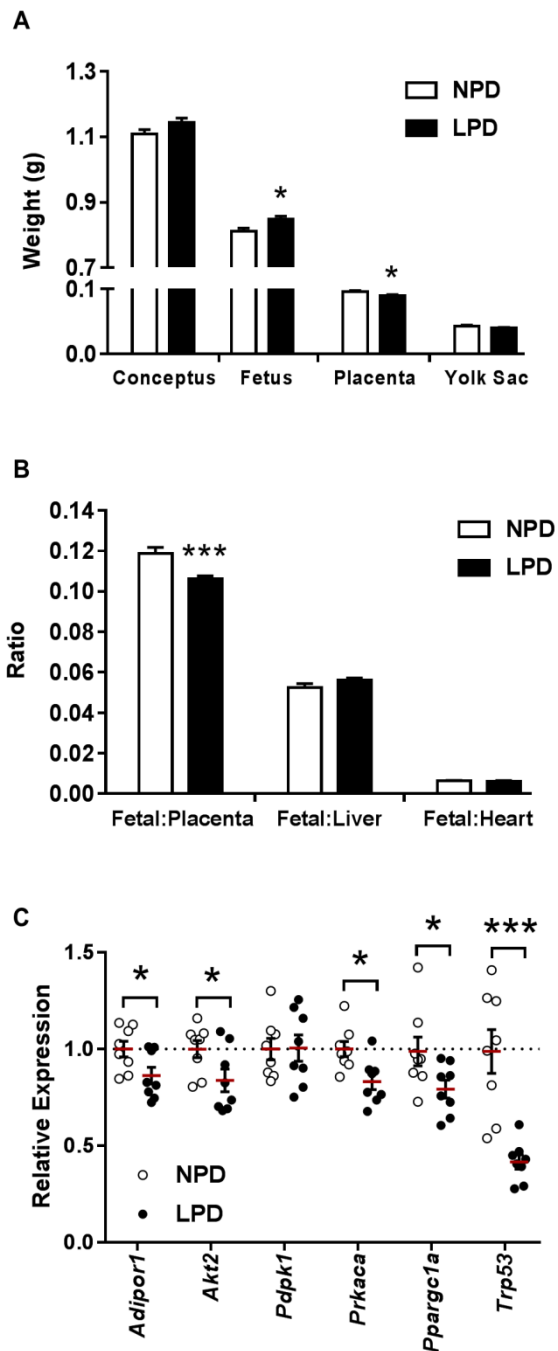 A
Weight (g)
1.3
1.1
0.9
0.7
0.1
0.0
NPD
LPD
*
*
Conceptus Fetus Placenta Yolk Sac
B
Ratio
0.14
0.12
0.10
0.08
0.06
0.04
0.02
0.00
NPD
LPD
***
Fetal:Placenta Fetal:Liver Fetal:Heart
C
Relative Expression
1.5
1.0
0.5
0.0
* * * * ***
NPD
LPD
Adipor1
Akt2
Pdpk1
Prkaca
Ppargc1a
Trp53